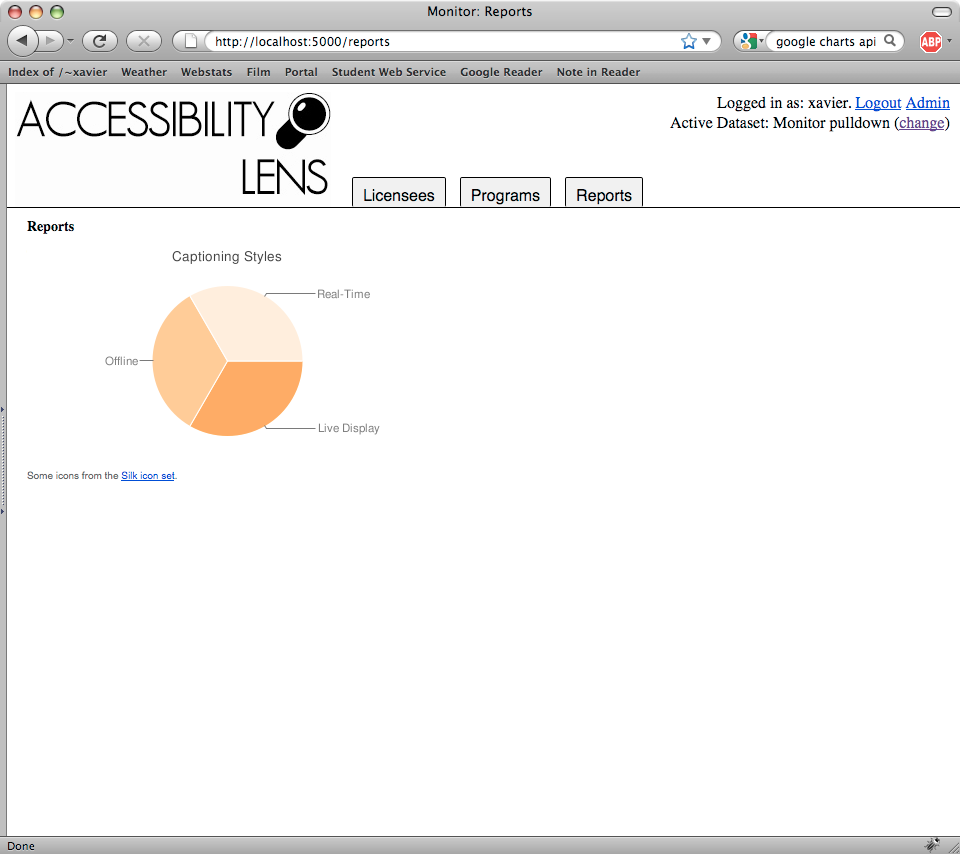 Monitor: Reports
http://localhost:5000/reports
google charts api
ABP
Index of /~xavier Weather Webstats Film Portal Student Web Service Google Reader Note in Reader
ACCESSIBILITY
LENS
Logged in as: xavier. Logout Admin
Active Dataset: Monitor pulldown (change)
Licensees Programs Reports
Reports
Captioning Styles
Real-Time
Offline
Live Display
Some icons from the Silk icon set.
Done